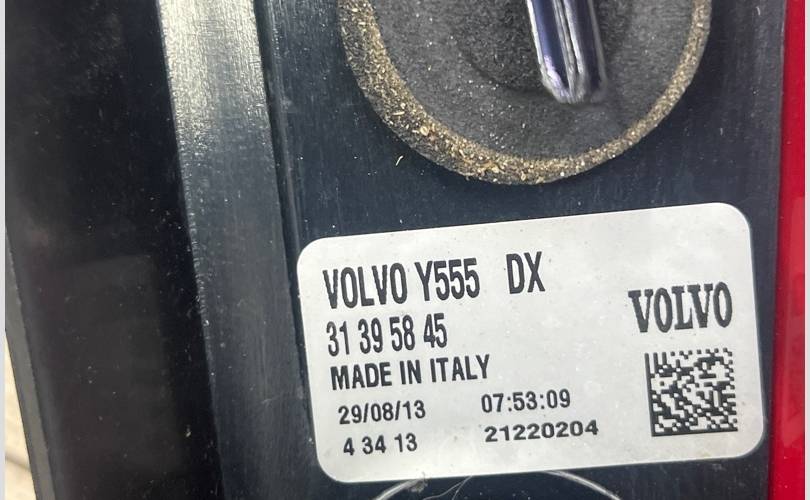 VOLVO Y555 DX
31 39 58 45
VOLVO
MADE IN ITALY
29/08/13 07:53:09
4 34 13 21220204